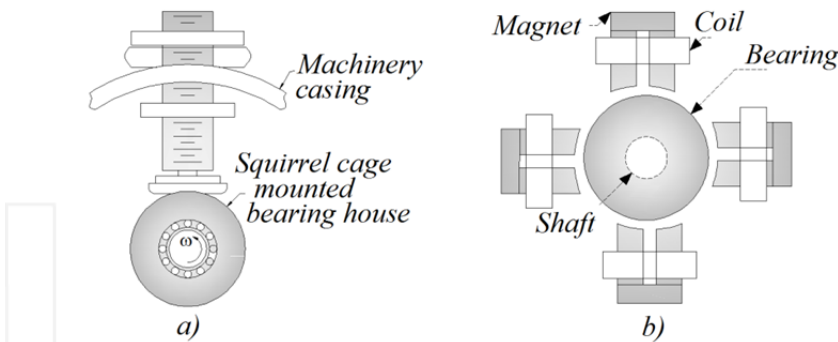 Machinery
casing
Squirrel cage
mounted
bearing house
ω
a)
Magnet
Coil
Bearing
Shaft
b)